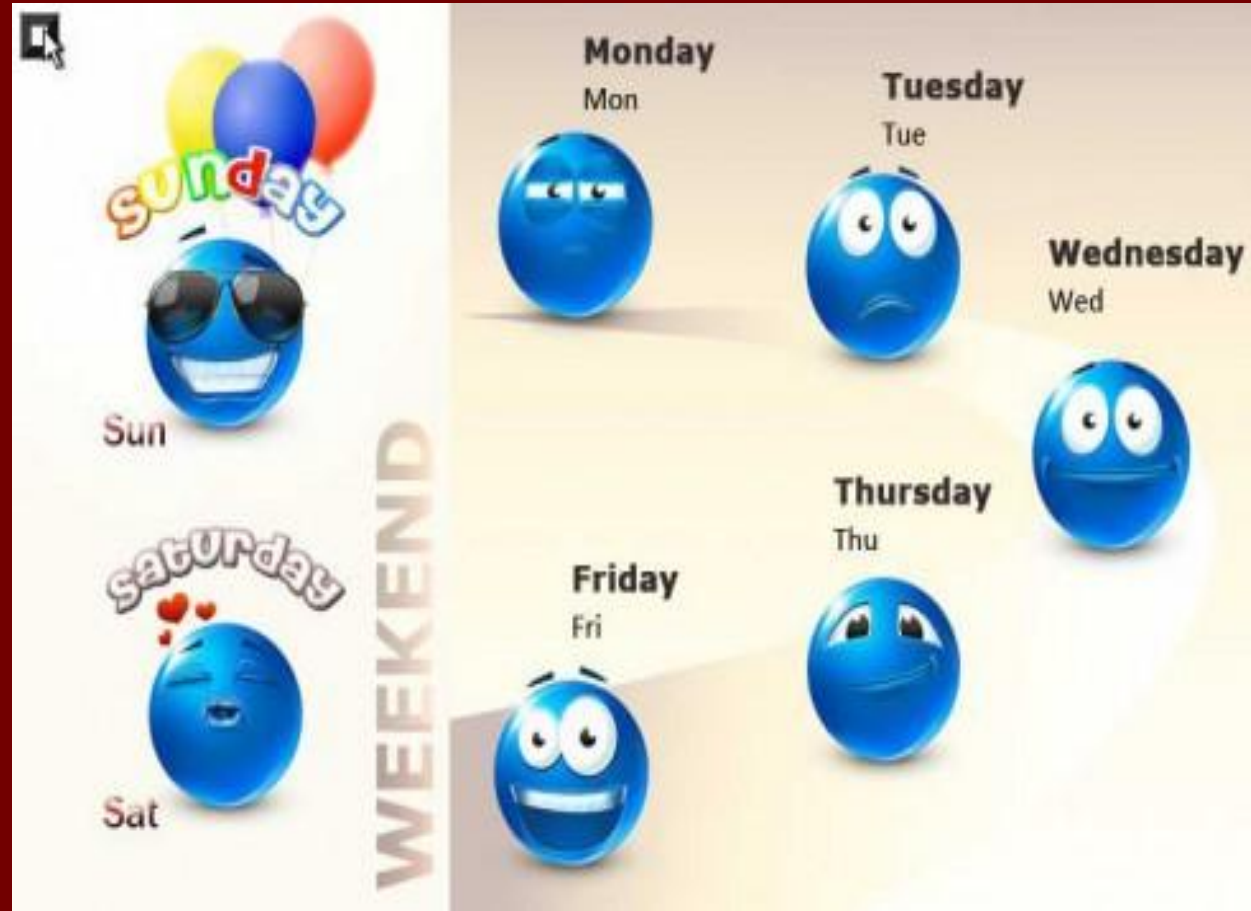 sunday
Sun
saturday
Sat
WEEKEND
Monday
Mon
Tuesday
Tue
Wednesday
Wed
Thursday
Thu
Friday
Fri